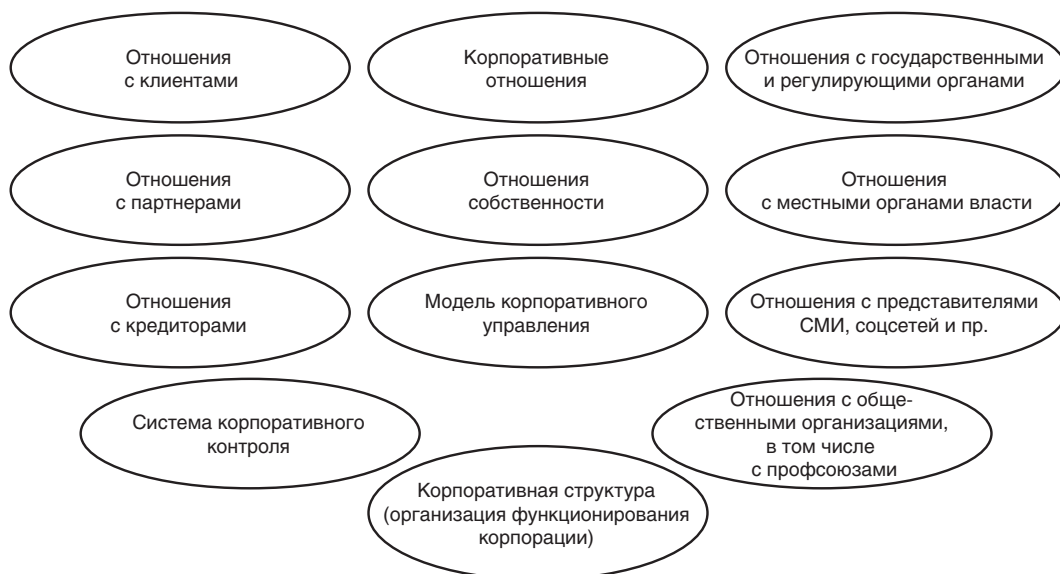 Отношения
с клиентами
Корпоративные
отношения
Отношения с государственными
и регулирующими органами
Отношения
с партнерами
Отношения
собственности
Отношения
с местными органами власти
Отношения
с кредиторами
Модель корпоративного
управления
Отношения с представителями
СМИ, соцсетей и пр.
Система корпоративного
контроля
Отношения с обще-
ственными организациями,
в том числе
с профсоюзами
Корпоративная структура
(организация функционирования
корпорации)